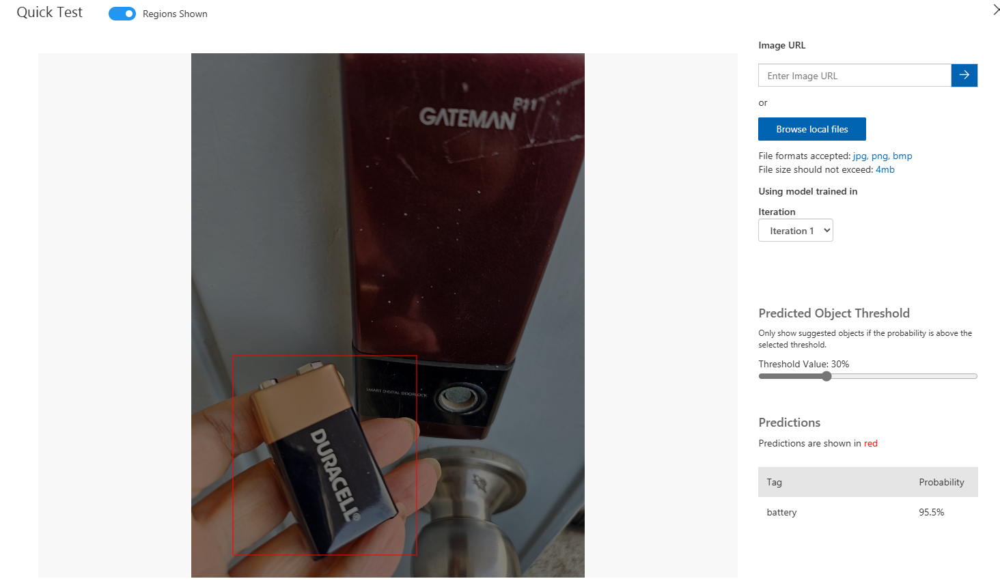 Quick Test
Regions Shown
GATEMAN
P11
SMART DIGITAL DOORLOCK
DURACELL®
Image URL
Enter Image URL
or
Browse local files
File formats accepted: jpg, png, bmp
File size should not exceed: 4mb
Using model trained in
Iteration
Iteration 1
Predicted Object Threshold
Only show suggested objects if the probability is above the
selected threshold.
Threshold Value: 30%
Predictions
Predictions are shown in red
Tag Probability
battery 95.5%